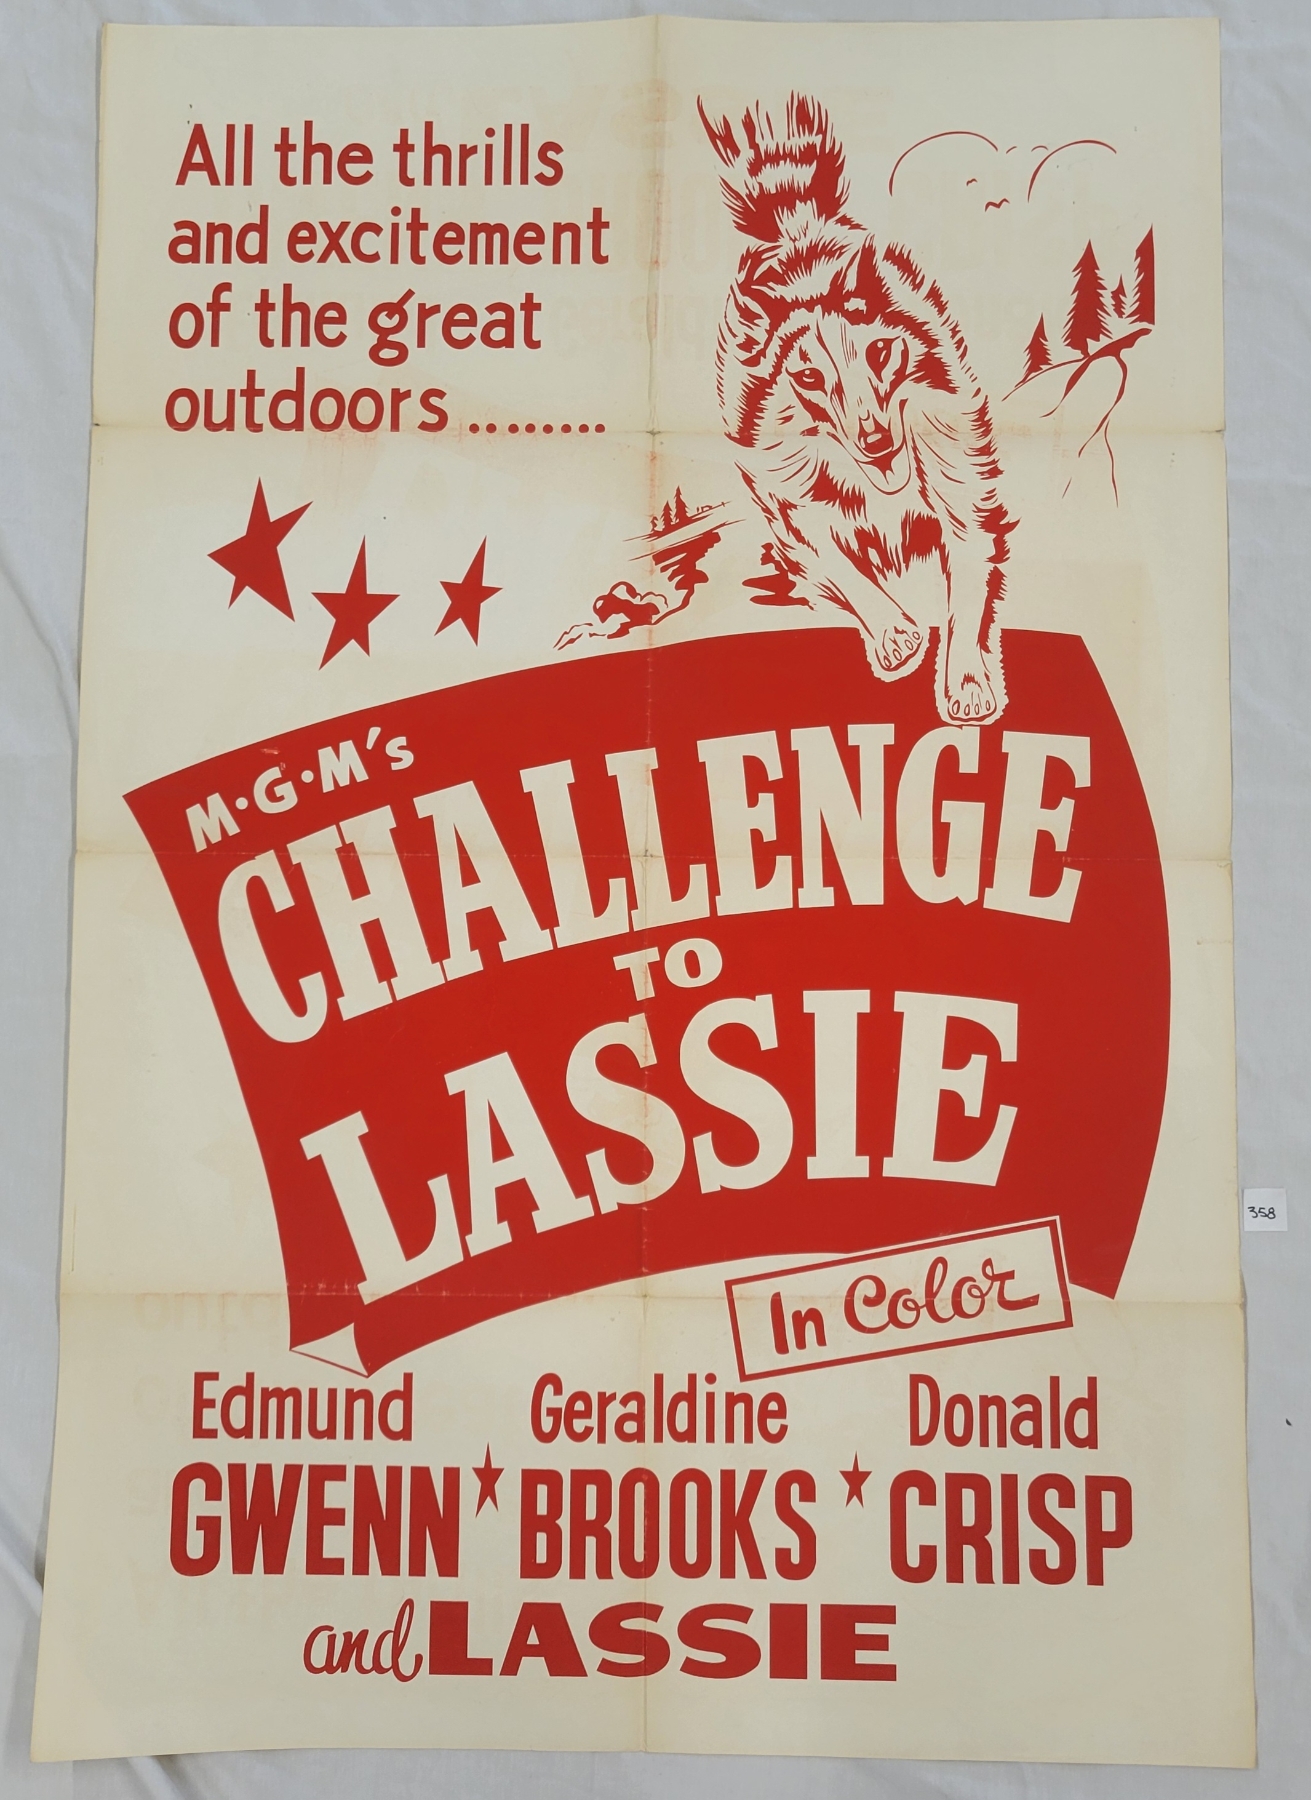 All the thrills
and excitement
of the great
outdoors........
M·G·M's
CHALLENGE
TO
LASSIE
In Color
358
Edmund Geraldine Donald
GWENN BROOKS CRISP
and LASSIE